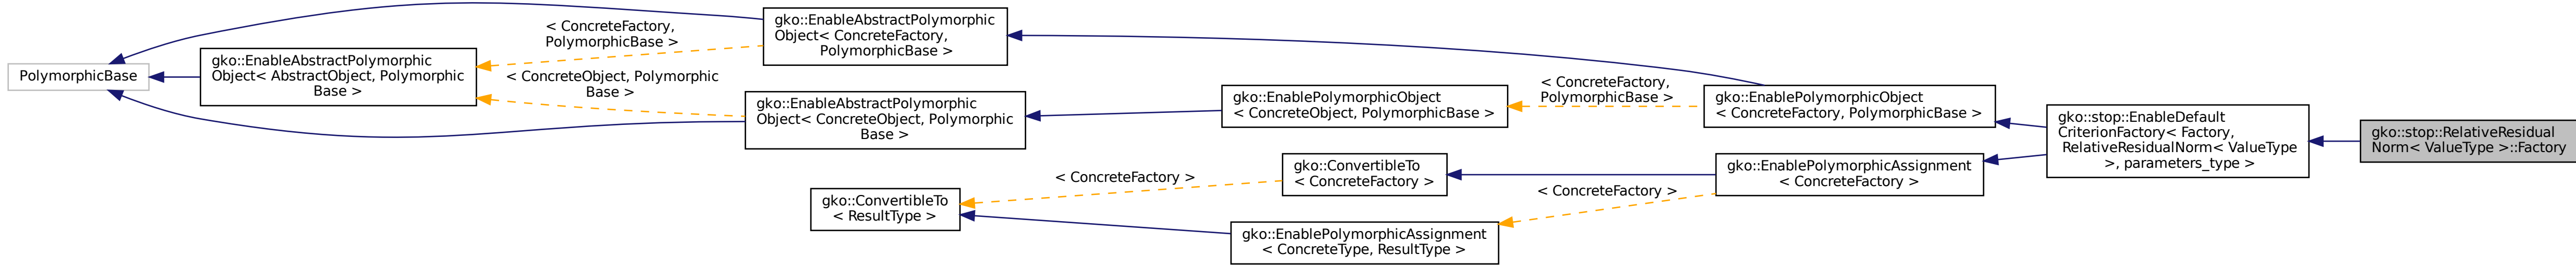 PolymorphicBase
gko::EnableAbstractPolymorphic
Object< AbstractObject, Polymorphic
Base >
< ConcreteFactory,
PolymorphicBase >
< ConcreteObject, Polymorphic
Base >
gko::EnableAbstractPolymorphic
Object< ConcreteFactory,
PolymorphicBase >
gko::EnableAbstractPolymorphic
Object< ConcreteObject, Polymorphic
Base >
gko::ConvertibleTo
< ResultType >
< ConcreteFactory >
gko::EnablePolymorphicObject
< ConcreteObject, PolymorphicBase >
gko::ConvertibleTo
< ConcreteFactory >
gko::EnablePolymorphicAssignment
< ConcreteType, ResultType >
< ConcreteFactory,
PolymorphicBase >
< ConcreteFactory >
gko::EnablePolymorphicObject
< ConcreteFactory, PolymorphicBase >
gko::EnablePolymorphicAssignment
< ConcreteFactory >
gko::stop::EnableDefault
CriterionFactory< Factory,
RelativeResidualNorm< ValueType
>, parameters_type >
gko::stop::RelativeResidual
Norm< ValueType >::Factory